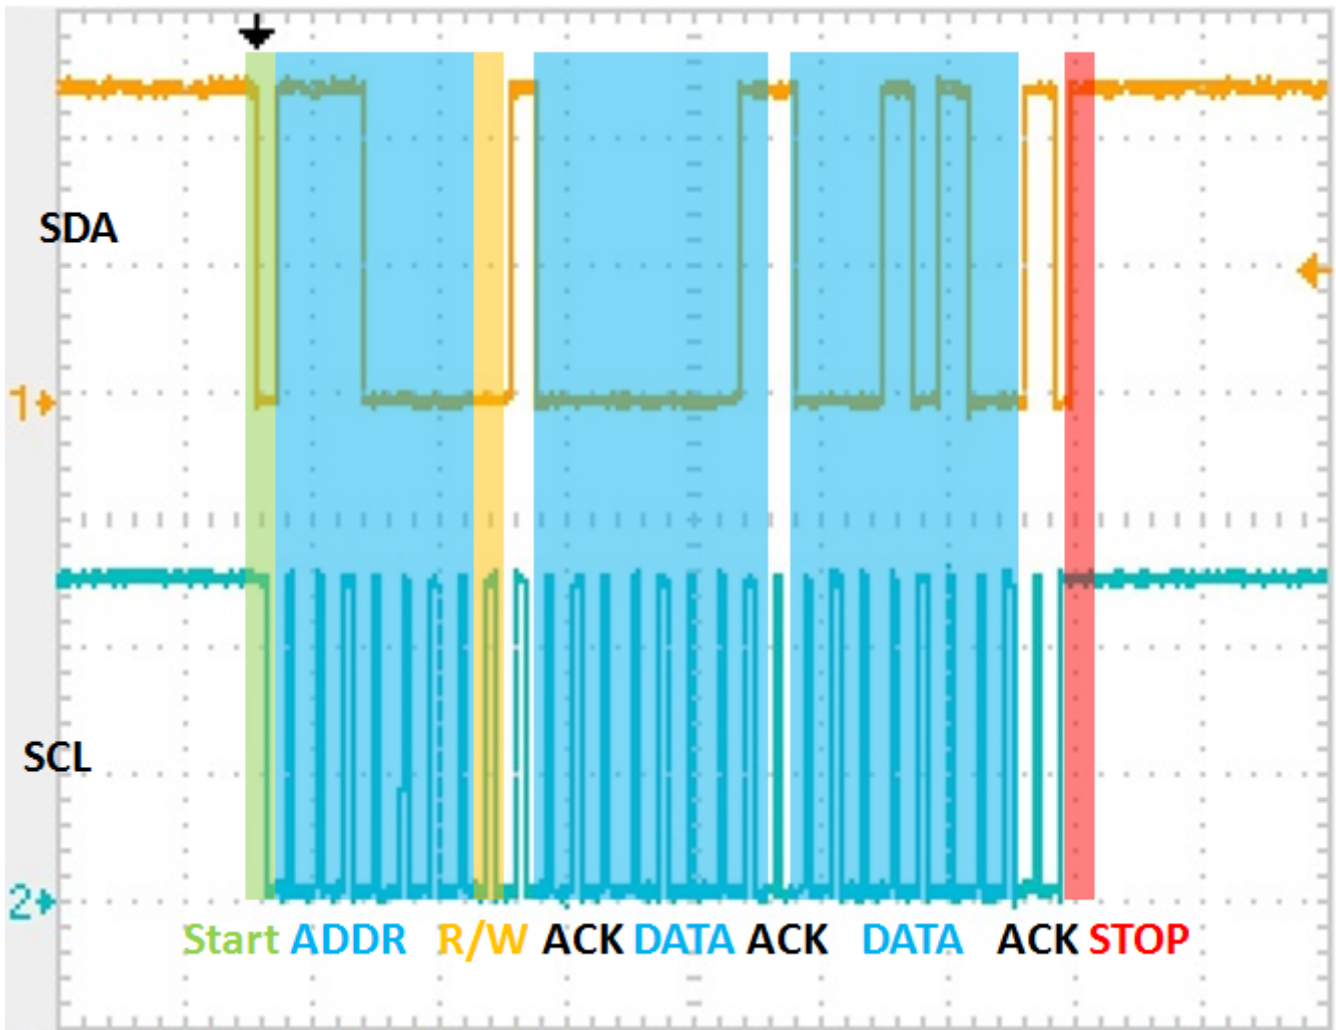 SDA
1
SCL
2
Start ADDR R/W ACK DATA ACK DATA ACK STOP